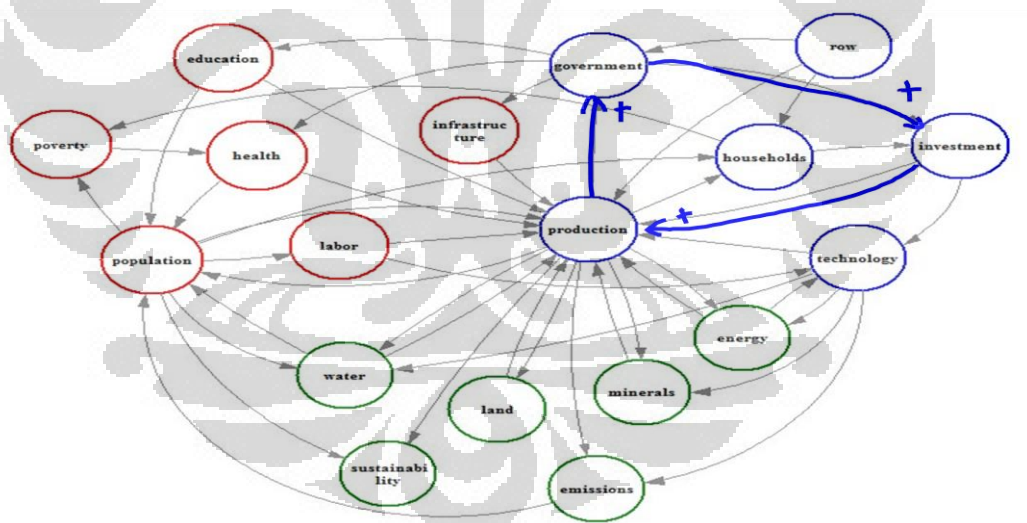 row
education
government
infrastruc
ture
poverty
health
households
investment
production
labor
population
technology
energy
water
minerals
land
sustainabi
lity
emissions
+
+
+